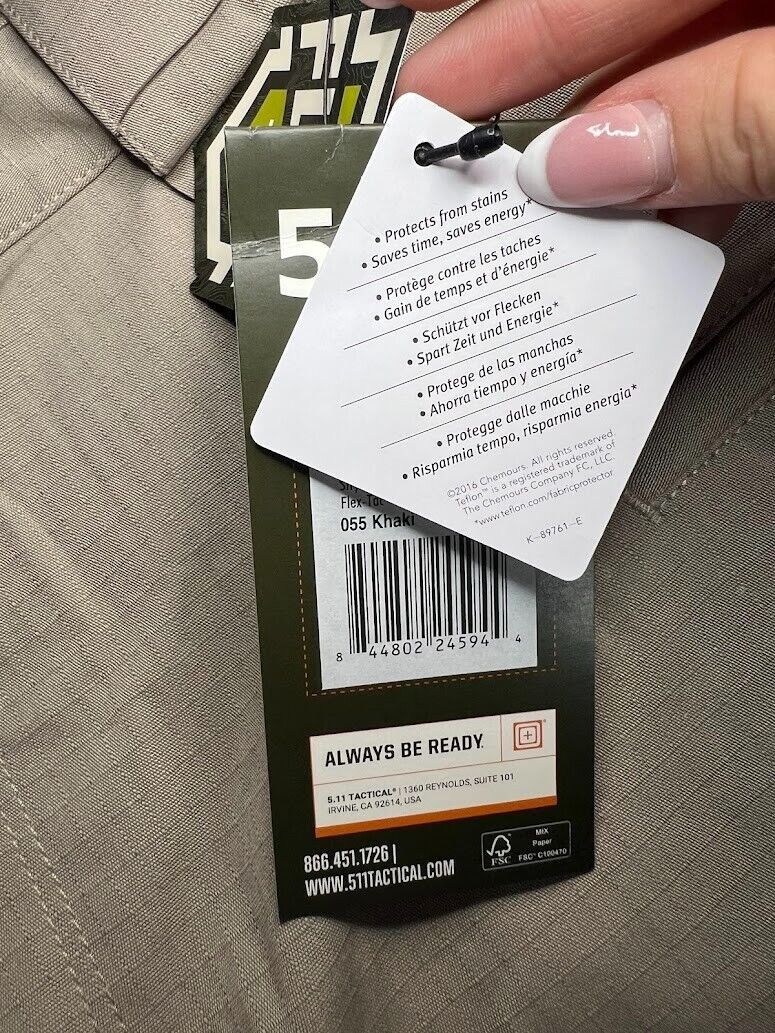 5
• Protects from stains
• Saves time, saves energy*
• Protège contre les taches
• Gain de temps et d'énergie*
• Schützt vor Flecken
• Spart Zeit und Energie*
• Protege de las manchas
• Ahorra tiempo y energía*
• Protegge dalle macchie
• Risparmia tempo, risparmia energia*
©2016 Chemours. All rights reserved.
Teflon™ is a registered trademark of
The Chemours Company FC, LLC.
*www.teflon.com/fabricprotector
K-89761-E
Flex-Tac
055 Khaki
8 44802 24594 4
ALWAYS BE READY.
5.11 TACTICAL® | 1360 REYNOLDS, SUITE 101
IRVINE, CA 92614, USA
866.451.1726 |
WWW.511TACTICAL.COM
FSC
MIX
Paper
FSC® C100470